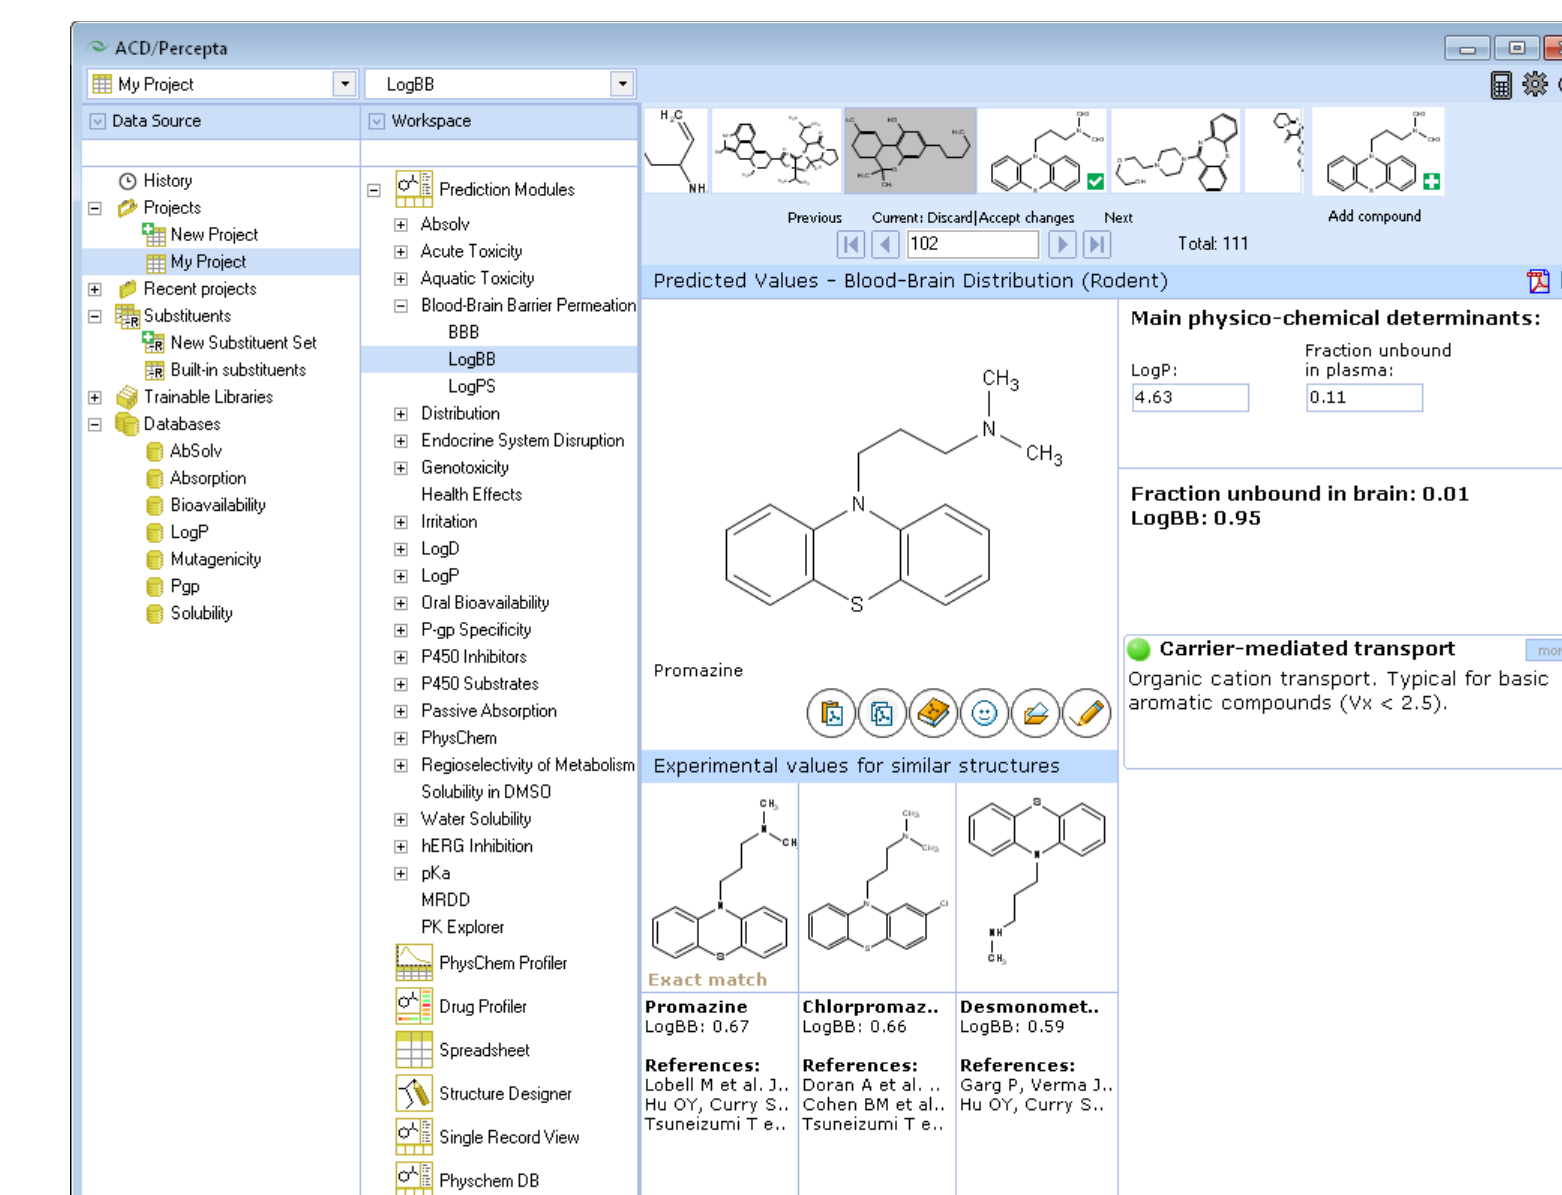 ACD/Percepta
My Project
LogBB
Data Source
Workspace
History
Projects
New Project
My Project
Recent projects
Substituents
New Substituent Set
Built-in substituents
Trainable Libraries
Databases
AbSolv
Absorption
Bioavailability
LogP
Mutagenicity
Pgp
Solubility
Prediction Modules
Absolv
Acute Toxicity
Aquatic Toxicity
Blood-Brain Barrier Permeation
BBB
LogBB
LogPS
Distribution
Endocrine System Disruption
Genotoxicity
Health Effects
Irritation
LogD
LogP
Oral Bioavailability
P-gp Specificity
P450 Inhibitors
P450 Substrates
Passive Absorption
PhysChem
Regioselectivity of Metabolism
Solubility in DMSO
Water Solubility
hERG Inhibition
pKa
MRDD
PK Explorer
PhysChem Profiler
Drug Profiler
Spreadsheet
Structure Designer
Single Record View
Physchem DB
H2C
NH
Previous Current: Discard|Accept changes Next
102
Total: 111
Add compound
Predicted Values - Blood-Brain Distribution (Rodent)
CH3
N
CH3
N
S
Promazine
Main physico-chemical determinants:
LogP:
Fraction unbound
in plasma:
4.63
0.11
Fraction unbound in brain: 0.01
LogBB: 0.95
Carrier-mediated transport
Organic cation transport. Typical for basic
aromatic compounds (Vx < 2.5).
Experimental values for similar structures
CH3
N
CH
N
S
Exact match
CH3
N
CH3
N
Cl
S
S
N
NH
CH3
Promazine
LogBB: 0.67
References:
Lobell M et al. J..
Hu OY, Curry S..
Tsuneizumi T e..
Chlorpromaz..
LogBB: 0.66
References:
Doran A et al. ..
Cohen BM et al..
Tsuneizumi T e..
Desmonomet..
LogBB: 0.59
References:
Garg P, Verma J..
Hu OY, Curry S..